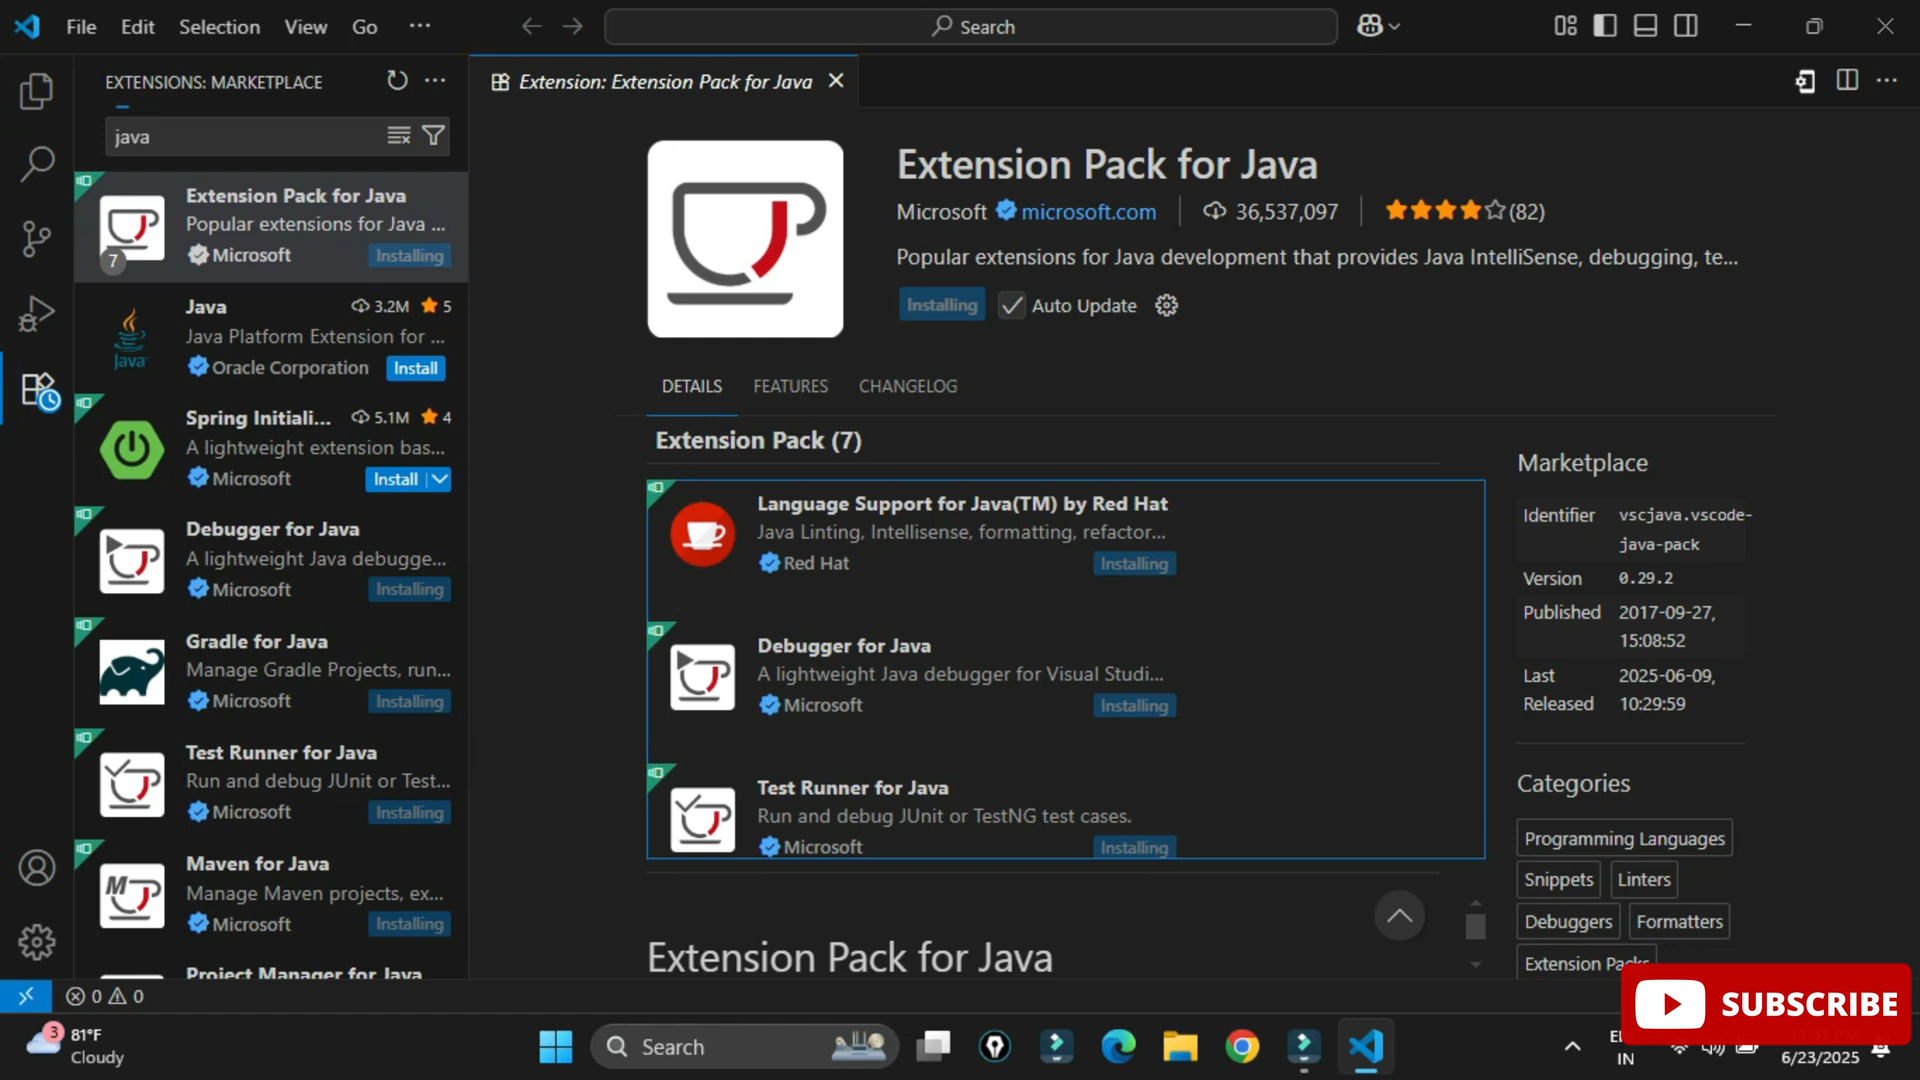 File Edit Selection View Go ···
Search
EXTENSIONS: MARKETPLACE
java
Extension Pack for Java
Popular extensions for Java ...
Microsoft Installing
7
Java 3.2M 5
Java Platform Extension for ...
Oracle Corporation Install
Java
Spring Initiali... 5.1M 4
A lightweight extension bas...
Microsoft Install
Debugger for Java
A lightweight Java debugge...
Microsoft Installing
Gradle for Java
Manage Gradle Projects, run...
Microsoft Installing
Test Runner for Java
Run and debug JUnit or Test...
Microsoft Installing
Maven for Java
Manage Maven projects, ex...
Microsoft Installing
M
Project Manager for Java
Extension: Extension Pack for Java
Extension Pack for Java
Microsoft microsoft.com 36,537,097 (82)
Popular extensions for Java development that provides Java IntelliSense, debugging, te...
Installing Auto Update
DETAILS FEATURES CHANGELOG
Extension Pack (7)
Language Support for Java(TM) by Red Hat
Java Linting, Intellisense, formatting, refactor...
Red Hat Installing
Debugger for Java
A lightweight Java debugger for Visual Studi...
Microsoft Installing
Test Runner for Java
Run and debug JUnit or TestNG test cases.
Microsoft Installing
Extension Pack for Java
Marketplace
Identifier vscjava.vscode-
java-pack
Version 0.29.2
Published 2017-09-27,
15:08:52
Last 2025-06-09,
Released 10:29:59
Categories
Programming Languages
Snippets Linters
Debuggers Formatters
Extension Packs
SUBSCRIBE
0 0
3 81°F
Cloudy
Search
IN
6/23/2025